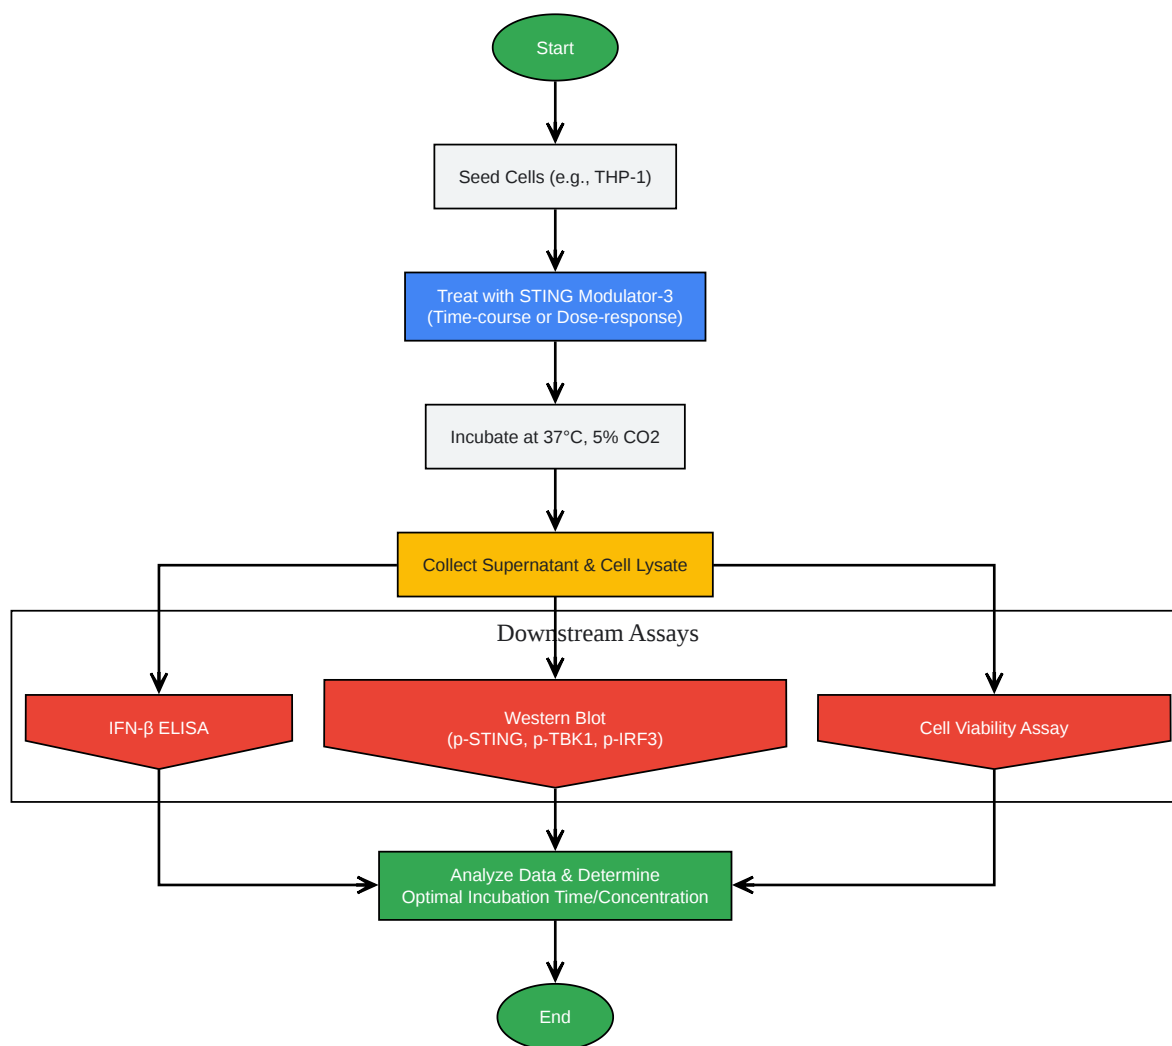 Start
Seed Cells (e.g., THP-1)
Treat with STING Modulator-3
(Time-course or Dose-response)
Incubate at 37°C, 5% CO2
Collect Supernatant & Cell Lysate
Downstream Assays
IFN-β ELISA
Western Blot
(p-STING, p-TBK1, p-IRF3)
Cell Viability Assay
Analyze Data & Determine
Optimal Incubation Time/Concentration
End